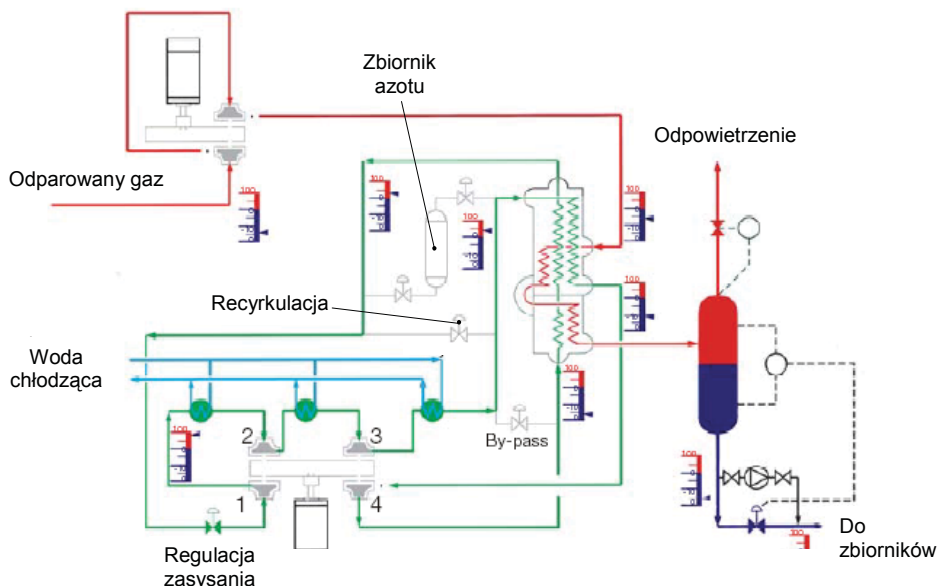 Zbiornik
azotu
Odpowietrzenie
Odparowany gaz
Recyrkulacja
Woda
chłodząca
By-pass
2
3
1
4
Regulacja
zasysania
Do
zbiorników